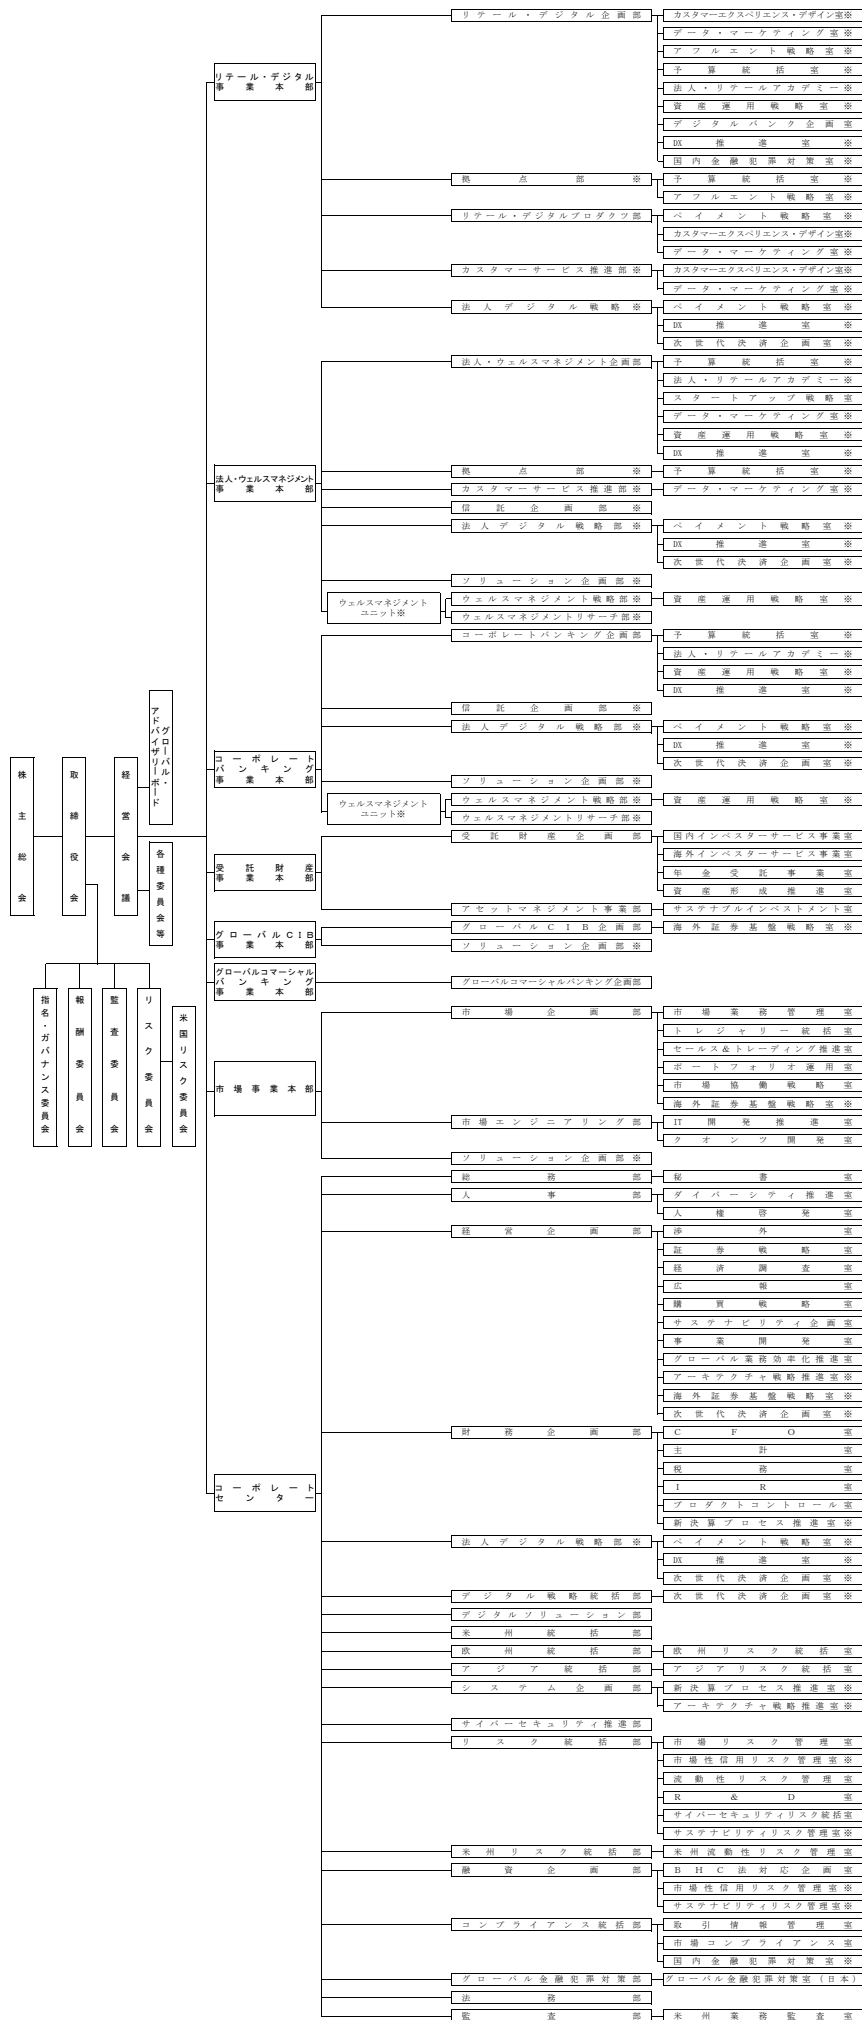 株主総会
取締役会
経営会議
グローバル・
アドバイザリーボード
各種委員会等
指名・ガバナンス委員会
報酬委員会
監査委員会
リスク委員会
米国リスク委員会
リテール・デジタル
事業本部
リテール・デジタル企画部
カスタマーエクスペリエンス・デザイン室※
データ・マーケティング室※
アフルエント戦略室※
予算統括室※
法人・リテールアカデミー※
資産運用戦略室※
デジタルバンク企画室
DX推進室※
国内金融犯罪対策室※
拠点部※
予算統括室※
アフルエント戦略室※
リテール・デジタルプロダクツ部
ペイメント戦略室※
カスタマーエクスペリエンス・デザイン室※
データ・マーケティング室※
カスタマーサービス推進部※
カスタマーエクスペリエンス・デザイン室※
データ・マーケティング室※
法人デジタル戦略※
ペイメント戦略室※
DX推進室※
次世代決済企画室※
法人・ウェルスマネジメント
事業本部
法人・ウェルスマネジメント企画部
予算統括室※
法人・リテールアカデミー※
スタートアップ戦略室
データ・マーケティング室※
資産運用戦略室※
DX推進室※
拠点部※
予算統括室※
カスタマーサービス推進部※
データ・マーケティング室※
信託企画部※
法人デジタル戦略部※
ペイメント戦略室※
DX推進室※
次世代決済企画室※
ソリューション企画部※
ウェルスマネジメント
ユニット※
ウェルスマネジメント戦略部※
資産運用戦略室※
ウェルスマネジメントリサーチ部※
コーポレート
バンキング
事業本部
コーポレートバンキング企画部
予算統括室※
法人・リテールアカデミー※
資産運用戦略室※
DX推進室※
信託企画部※
法人デジタル戦略部※
ペイメント戦略室※
DX推進室※
次世代決済企画室※
ソリューション企画部※
ウェルスマネジメント
ユニット※
ウェルスマネジメント戦略部※
資産運用戦略室※
ウェルスマネジメントリサーチ部※
受託財産
事業本部
受託財産企画部
国内インベスターサービス事業室
海外インベスターサービス事業室
年金受託事業室
資産形成推進室
アセットマネジメント事業部
サステナブルインベストメント室
グローバルCIB
事業本部
グローバルCIB企画部
海外証券基盤戦略室※
ソリューション企画部※
グローバルコマーシャル
バンキング
事業本部
グローバルコマーシャルバンキング企画部
市場事業本部
市場企画部
市場業務管理室
トレジャリー統括室
セールス&トレーディング推進室
ポートフォリオ運用室
市場協働戦略室
海外証券基盤戦略室※
市場エンジニアリング部
IT開発推進室
クオンツ開発室
ソリューション企画部※
コーポレート
センター
総務部
秘書室
人事部
ダイバーシティ推進室
人権啓発室
経営企画部
渉外室
証券戦略室
経済調査室
広報室
購買戦略室
サステナビリティ企画室
事業開発室
グローバル業務効率化推進室
アーキテクチャ戦略推進室※
海外証券基盤戦略室※
次世代決済企画室※
財務企画部
CFO室
主計室
税務室
IR室
プロダクトコントロール室
新決算プロセス推進室※
法人デジタル戦略部※
ペイメント戦略室※
DX推進室※
次世代決済企画室※
デジタル戦略統括部
次世代決済企画室※
デジタルソリューション部
米州統括部
欧州統括部
欧州リスク統括室
アジア統括部
アジアリスク統括室
システム企画部
新決算プロセス推進室※
アーキテクチャ戦略推進室※
サイバーセキュリティ推進部
リスク統括部
市場リスク管理室
市場性信用リスク管理室※
流動性リスク管理室
R&D室
サイバーセキュリティリスク統括室
サステナビリティリスク管理室※
米州リスク統括部
米州流動性リスク管理室
融資企画部
BHC法対応企画室
市場性信用リスク管理室※
サステナビリティリスク管理室※
コンプライアンス統括部
取引情報管理室
市場コンプライアンス室
国内金融犯罪対策室※
グローバル金融犯罪対策部
グローバル金融犯罪対策室(日本)
法務部
監査部
米州業務監査室